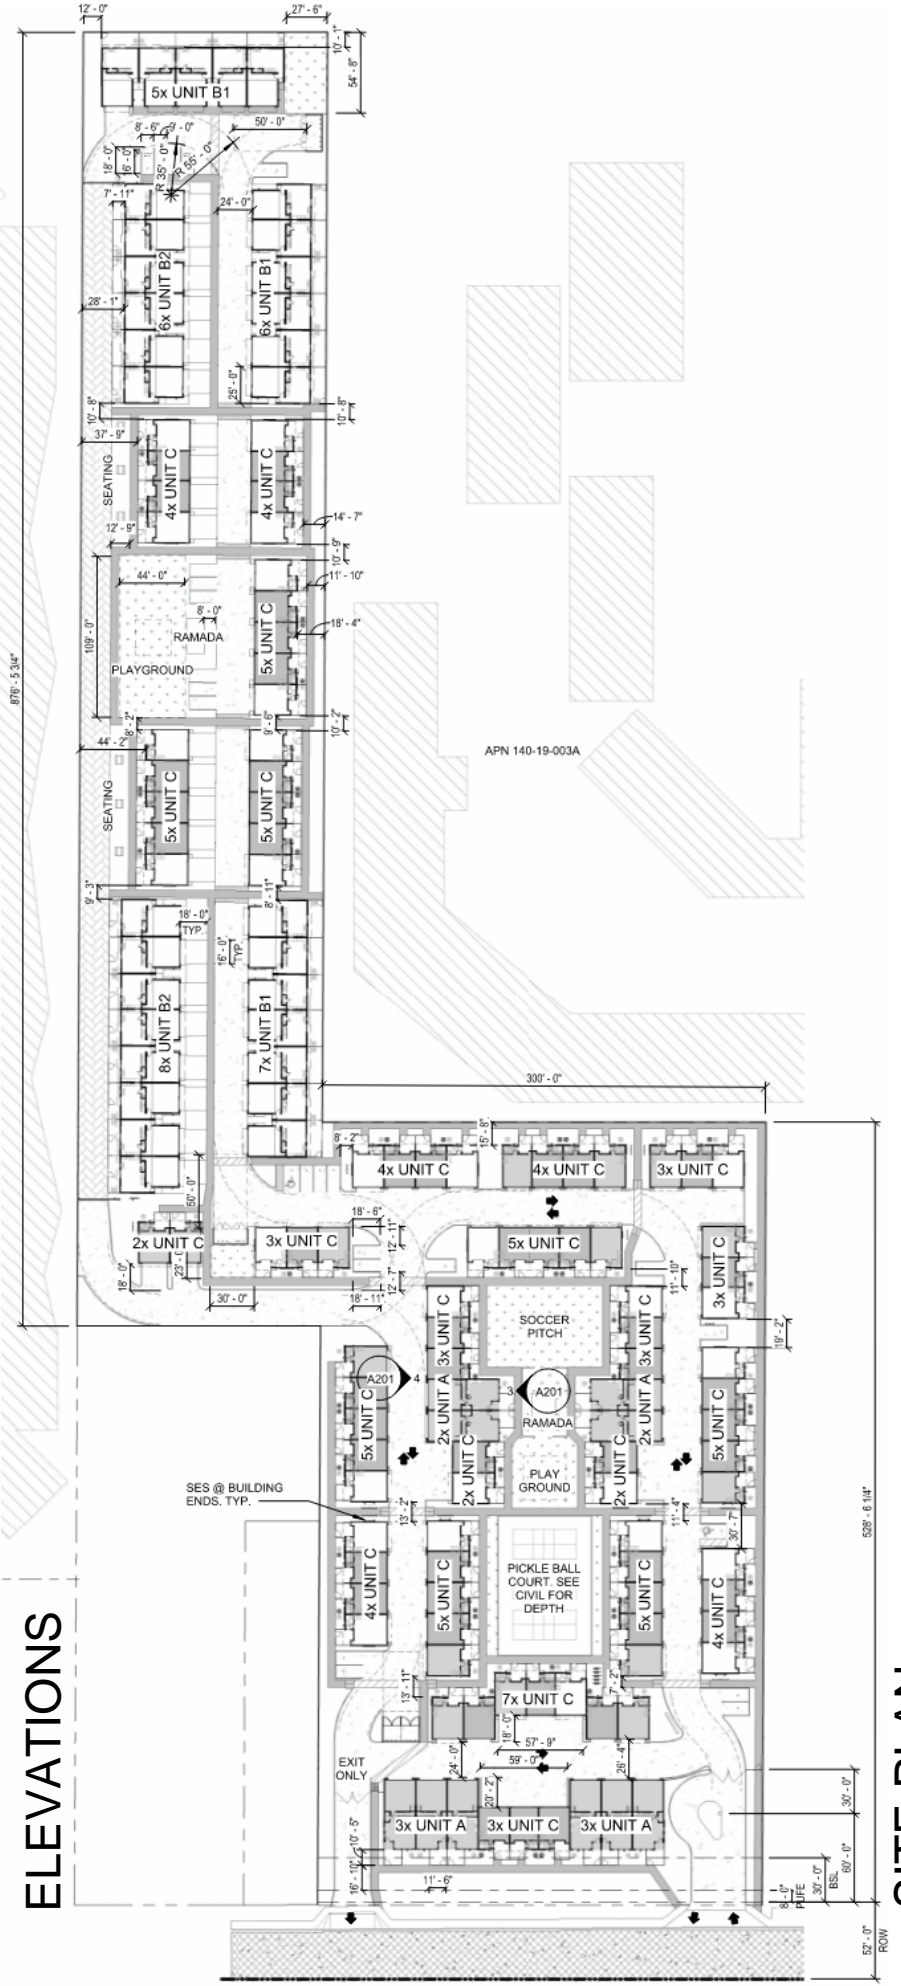 12' - 0"
27' - 6"
10' - 1"
54' - 8"
5x UNIT B1
8' - 6"
9' - 0"
50' - 0"
18' - 0"
16' - 0"
R 35' - 0"
R 55' - 0"
7' - 11"
24' - 0"
6x UNIT B2
6x UNIT B1
28' - 1"
25' - 0"
10' - 8"
10' - 8"
37' - 9"
SEATING
4x UNIT C
4x UNIT C
14' - 7"
12' - 9"
10' - 9"
11' - 10"
44' - 0"
8' - 0"
18' - 4"
109' - 0"
RAMADA
5x UNIT C
PLAYGROUND
876' - 5 3/4"
8' - 2"
9' - 6"
10' - 2"
44' - 2"
APN 140-19-003A
SEATING
5x UNIT C
5x UNIT C
9' - 3"
8' - 11"
18' - 0"
TYP.
16' - 0"
TYP.
8x UNIT B2
7x UNIT B1
300' - 0"
8' - 2"
15' - 8"
4x UNIT C
4x UNIT C
3x UNIT C
50' - 0"
18' - 6"
2x UNIT C
3x UNIT C
12' - 11"
5x UNIT C
3x UNIT C
18' - 0"
23' - 0"
12' - 7"
11' - 10"
30' - 0"
18' - 11"
3x UNIT C
SOCCER
PITCH
3x UNIT C
19' - 2"
A201
4
3
A201
RAMADA
5x UNIT C
2x UNIT A
2x UNIT A
5x UNIT C
2x UNIT C
PLAY
GROUND
2x UNIT C
SES @ BUILDING
ENDS. TYP.
13' - 2"
11' - 4"
30' - 7"
528' - 6 1/4"
4x UNIT C
5x UNIT C
PICKLE BALL
COURT. SEE
CIVIL FOR
DEPTH
5x UNIT C
4x UNIT C
13' - 11"
7' - 2"
7x UNIT C
18' - 0"
57' - 9"
59' - 0"
24' - 0"
26' - 4"
EXIT
ONLY
20' - 2"
3x UNIT A
3x UNIT C
3x UNIT A
30' - 0"
60' - 0"
10' - 5"
16' - 10"
11' - 6"
30' - 0"
BSL
8' - 0"
PUFE
52' - 0"
ROW
ELEVATIONS